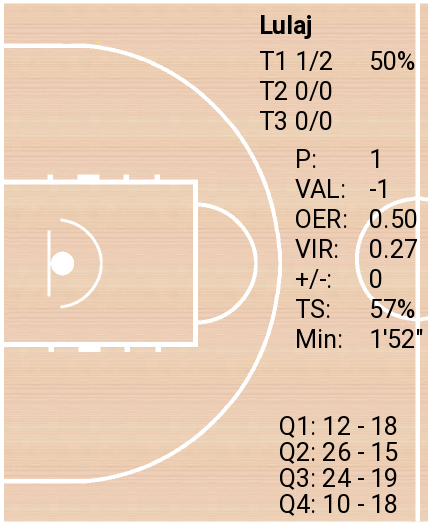 Lulaj
T1 1/2 50%
T2 0/0
T3 0/0
P: 1
VAL: -1
OER: 0.50
VIR: 0.27
+/-: 0
TS: 57%
Min: 1'52"
Q1: 12 - 18
Q2: 26 - 15
Q3: 24 - 19
Q4: 10 - 18